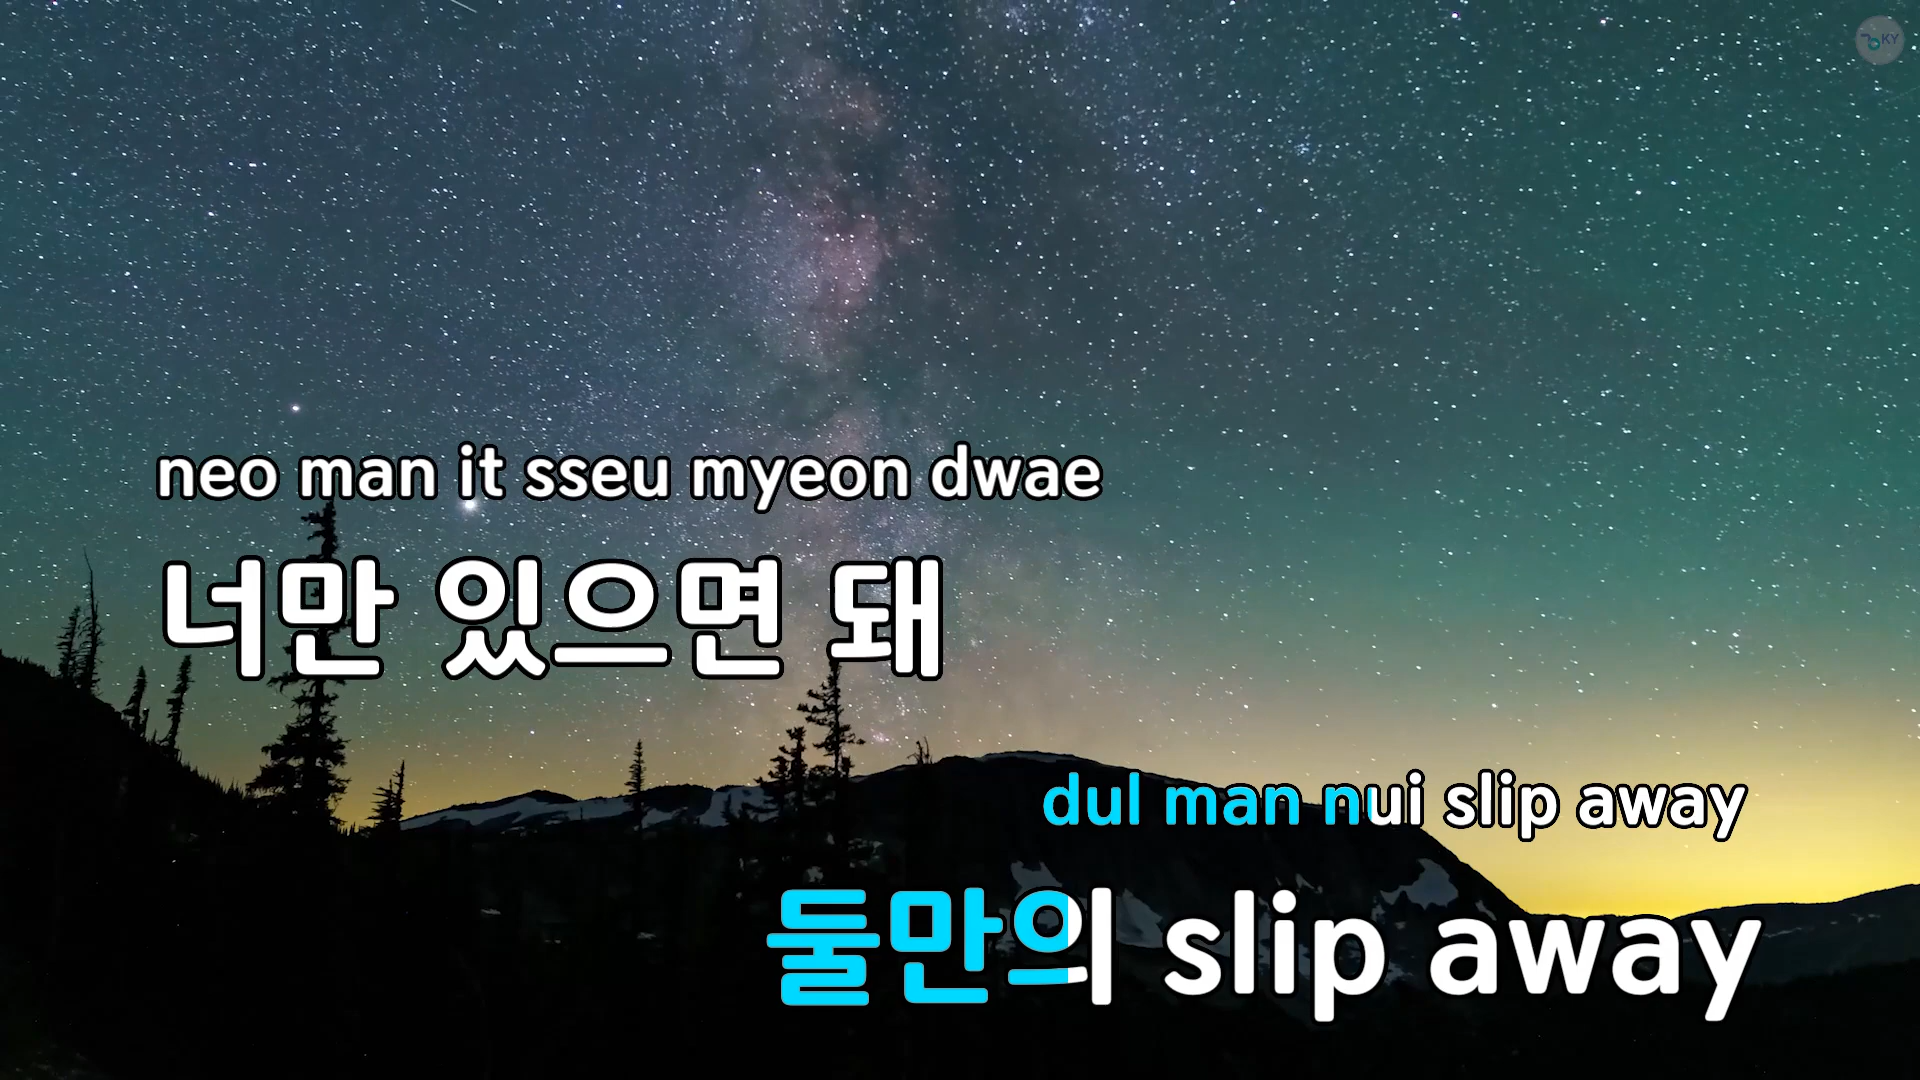 KY
neo man it sseu myeon dwae
너만 있으면 돼
dul man nui slip away
둘만의 slip away